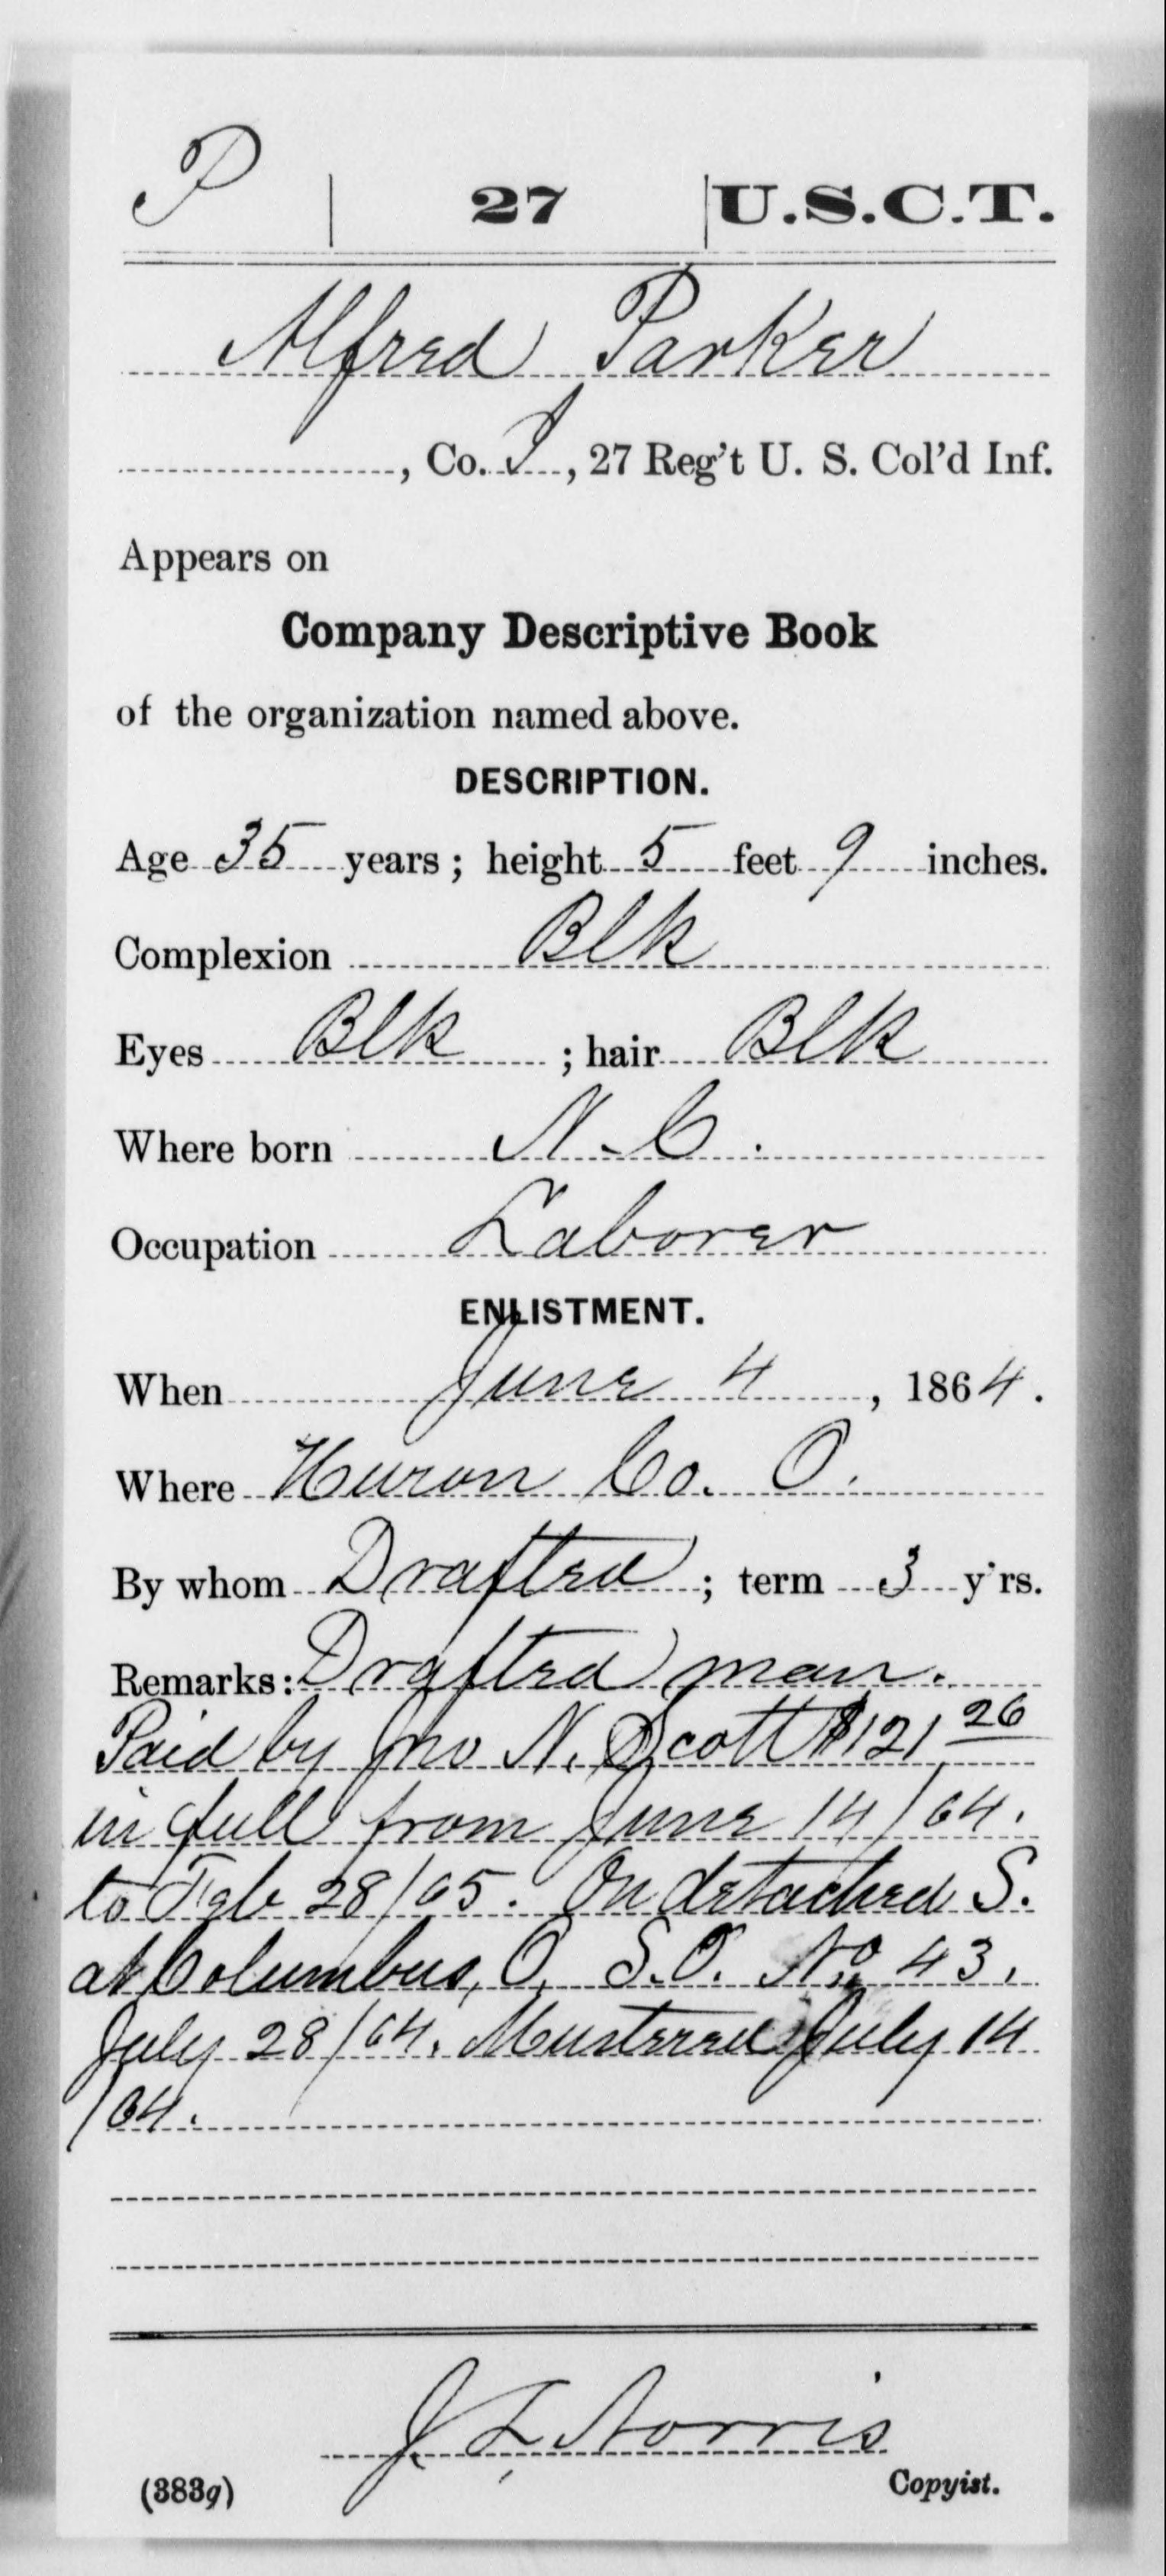 P | 27 | U.S.C.T.
Alfred Parker
, Co. I, 27 Reg't U. S. Col'd Inf.
Appears on
Company Descriptive Book
of the organization named above.
DESCRIPTION.
Age 35 years; height 5 feet 9 inches.
Complexion Blk
Eyes Blk ; hair Blk
Where born N.C.
Occupation Laborer
ENLISTMENT.
When June 4, 1864.
Where Huron Co. O.
By whom Drafted; term 3 y'rs.
Remarks: Drafted man.
Paid by Jno N. Scott $121 26
in full from June 14/64.
to Feb 28/65. On detached S.
at Columbus, O. S.O. No. 43,
July 28/64. Mustered July 14
/64.
J. L. Norris
(383g) Copyist.